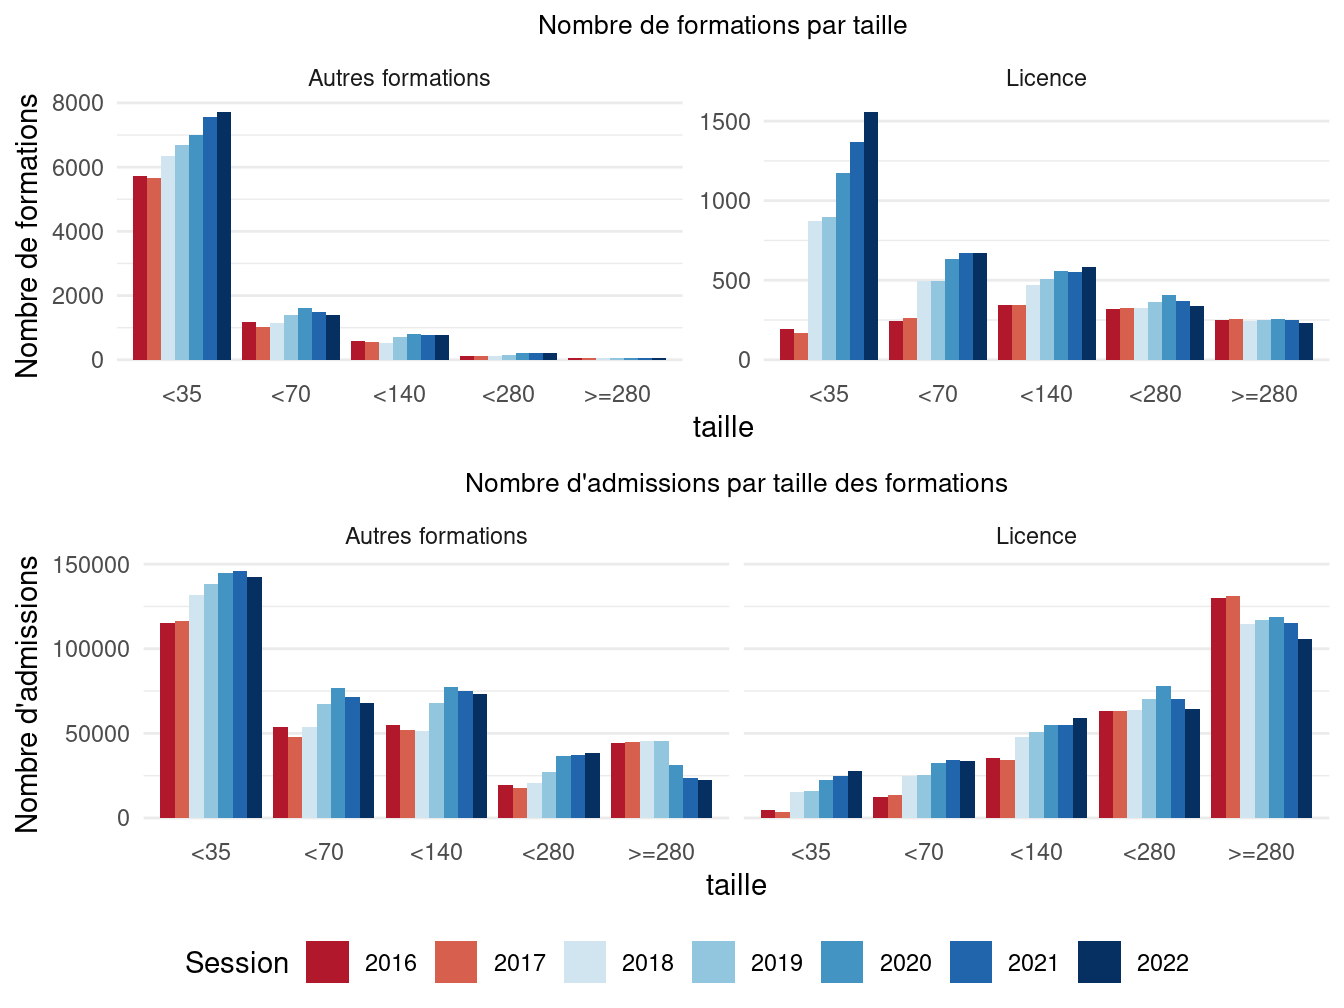 Nombre de formations par taille
Autres formations
Licence
Nombre de formations
8000
6000
4000
2000
0
1500
1000
500
0
<35 <70 <140 <280 >=280
<35 <70 <140 <280 >=280
taille
Nombre d'admissions par taille des formations
Autres formations
Licence
Nombre d'admissions
150000
100000
50000
0
<35 <70 <140 <280 >=280
<35 <70 <140 <280 >=280
taille
Session 2016 2017 2018 2019 2020 2021 2022